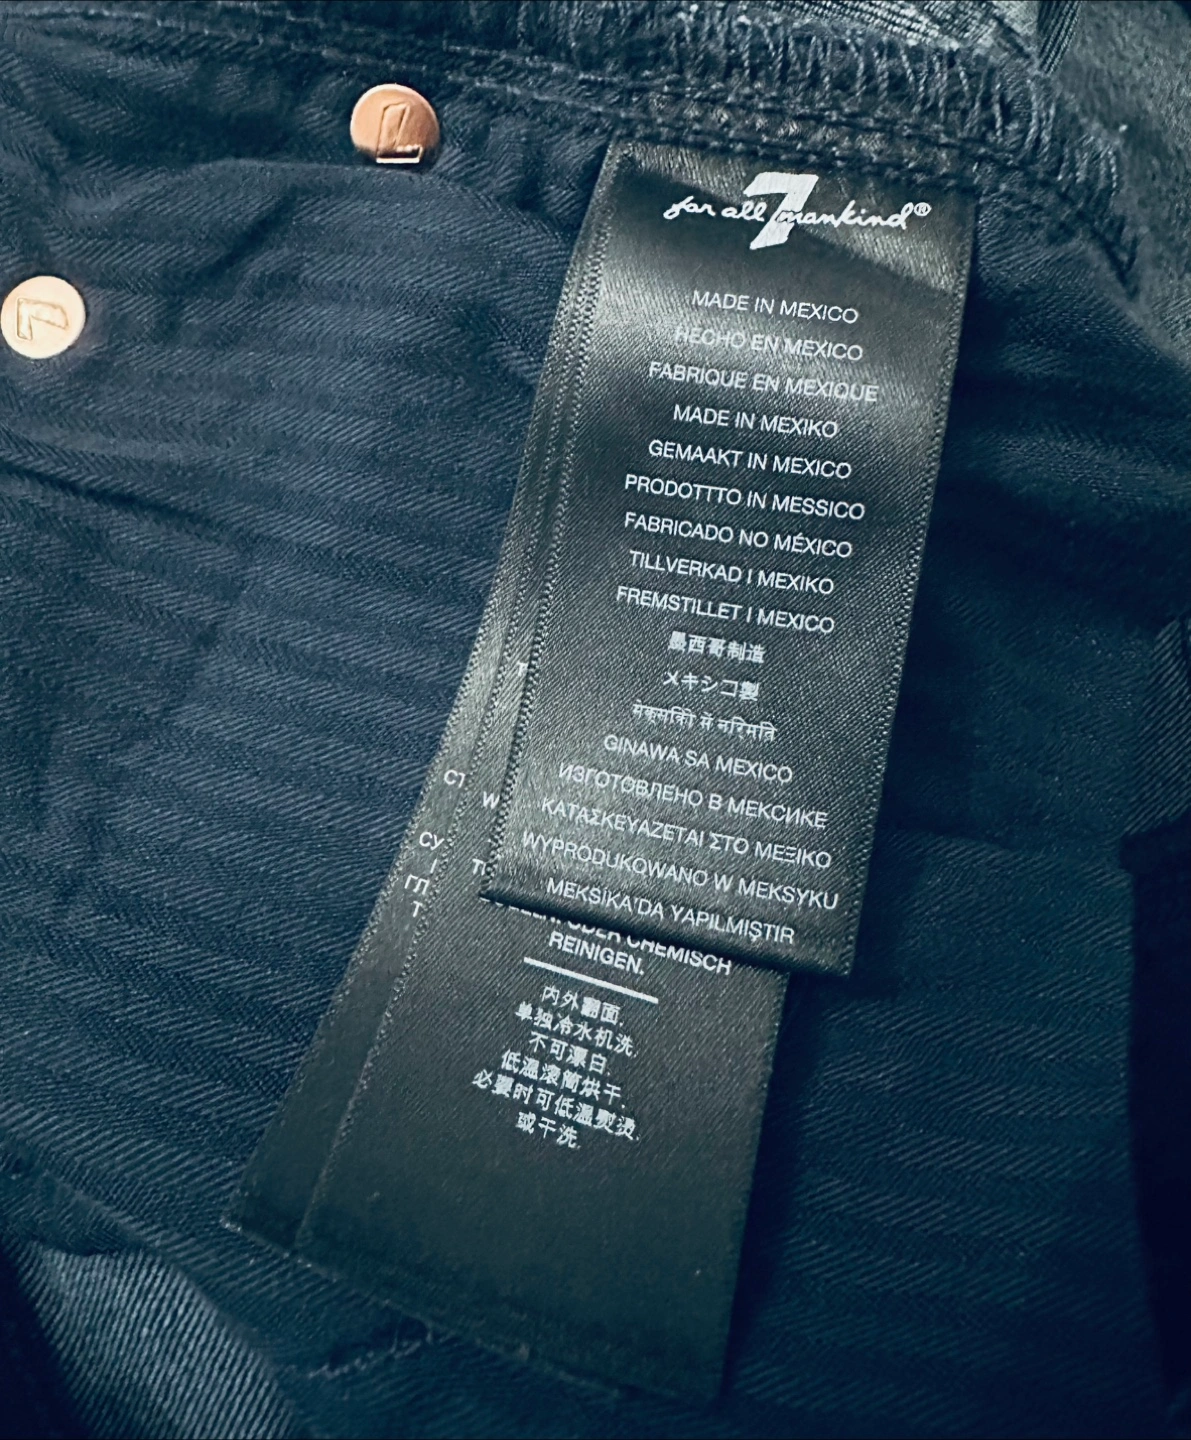 for all 7 mankind®
MADE IN MEXICO
HECHO EN MÉXICO
FABRIQUE EN MEXIQUE
MADE IN MEXIKO
GEMAAKT IN MEXICO
PRODOTTTO IN MESSICO
FABRICADO NO MÉXICO
TILLVERKAD I MEXIKO
FREMSTILLET I MEXICO
墨西哥制造
メキシコ製
GINAWA SA MEXICO
ИЗГОТОВЛЕНО В МЕКСИКЕ
ΚΑΤΑΣΚΕΥΑΖΕΤΑΙ ΣΤΟ ΜΕΞΙΚΟ
WYPRODUKOWANO W MEKSYKU
MEKSİKA'DA YAPILMIŞTIR
ODER CHEMISCH
REINIGEN.
内外翻面.
单独冷水机洗.
不可漂白.
低温滚筒烘干.
必要时可低温熨烫.
或干洗.